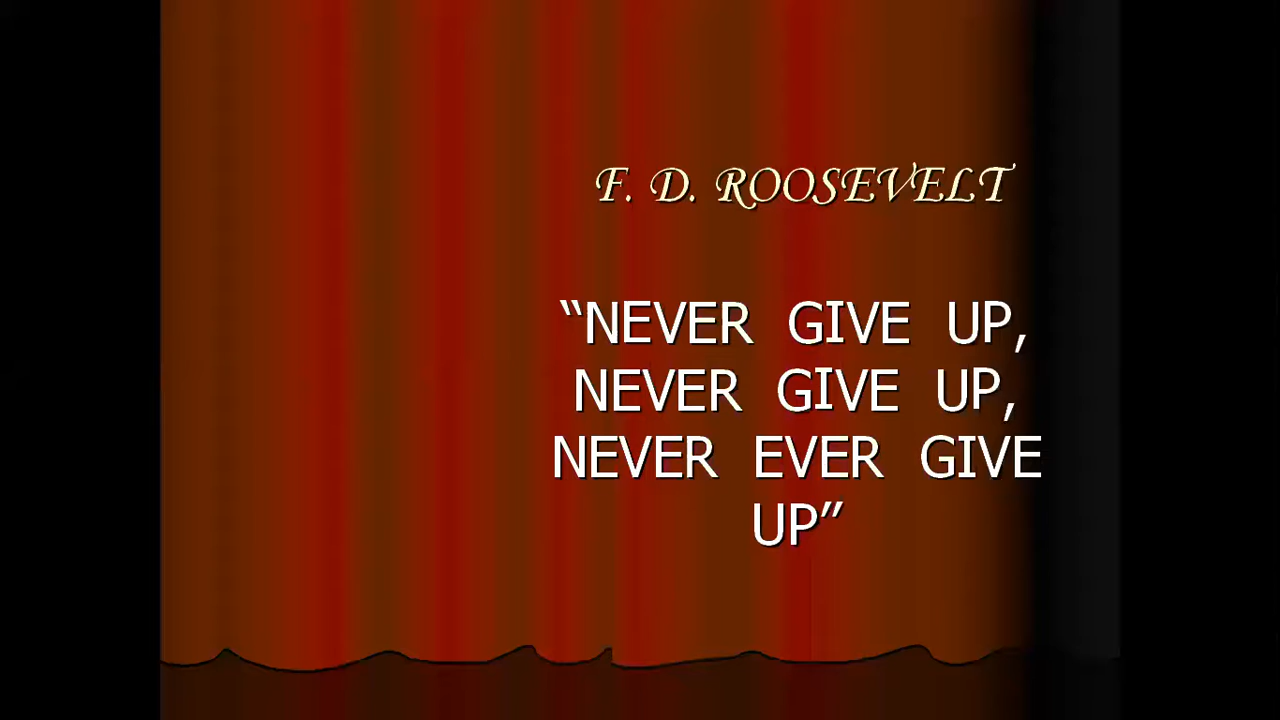 F. D. ROOSEVELT
“NEVER GIVE UP,
NEVER GIVE UP,
NEVER EVER GIVE
UP”